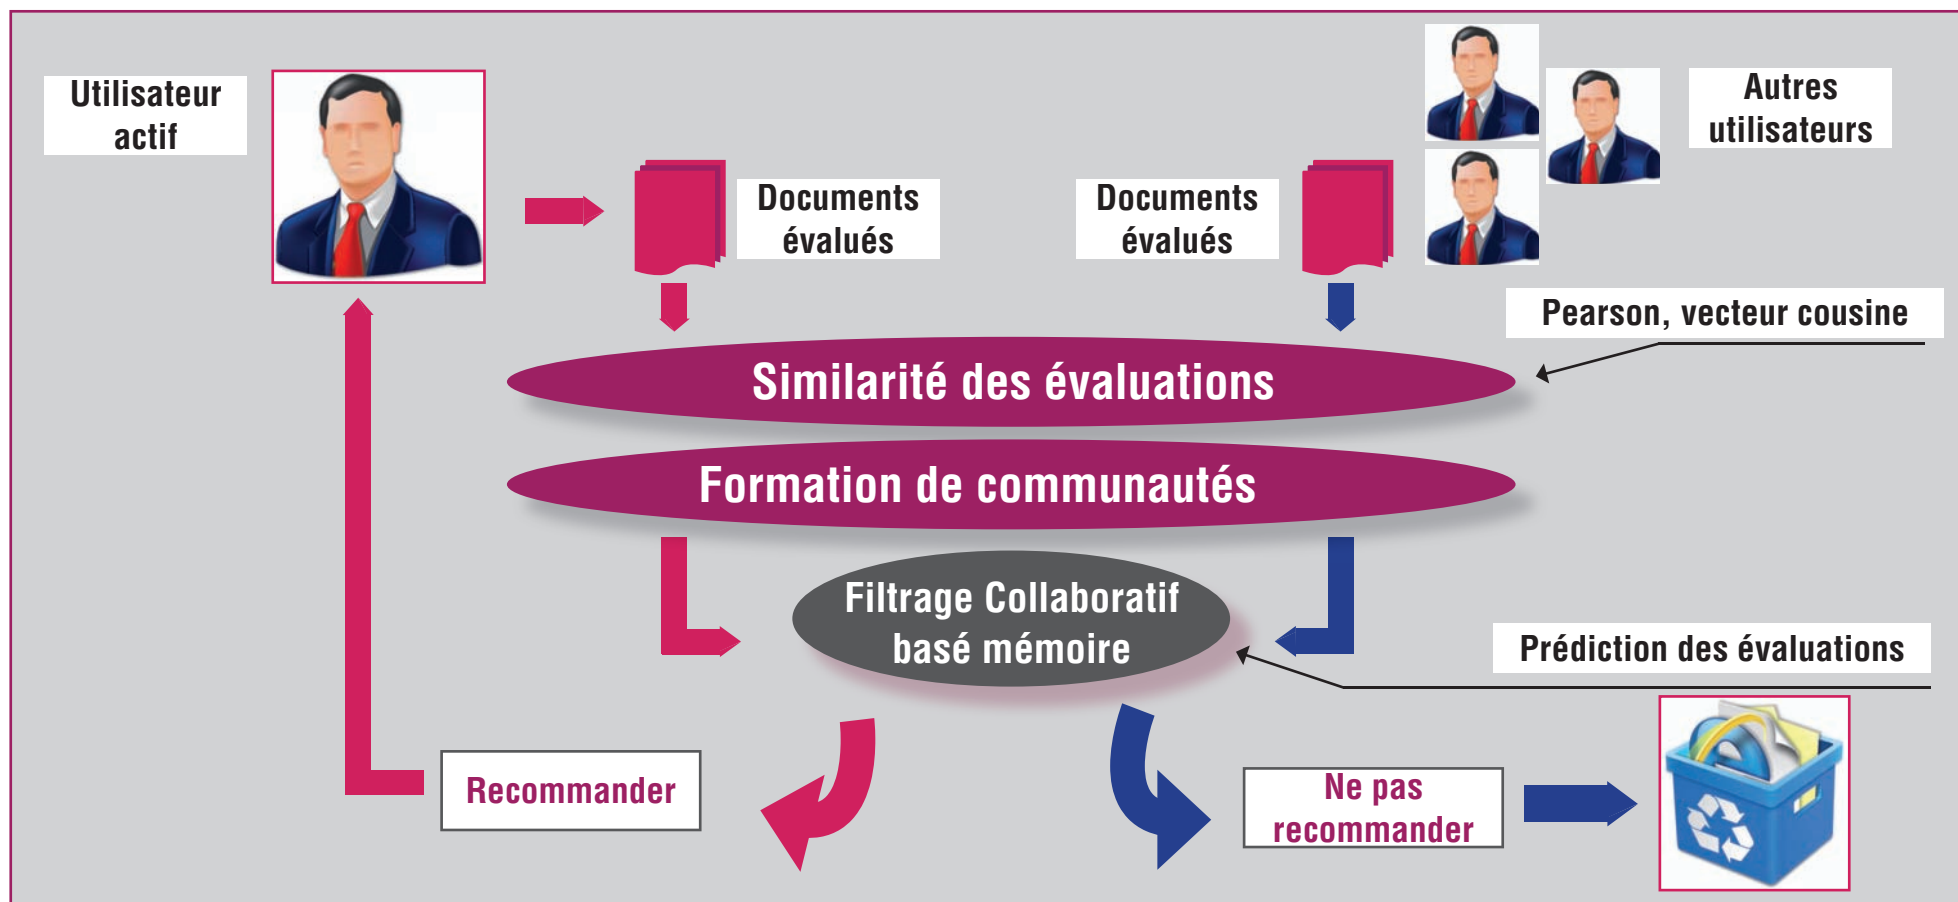 Utilisateur
actif
Documents
évalués
Documents
évalués
Autres
utilisateurs
Pearson, vecteur cousine
Similarité des évaluations
Formation de communautés
Filtrage Collaboratif
basé mémoire
Prédiction des évaluations
Recommander
Ne pas
recommander